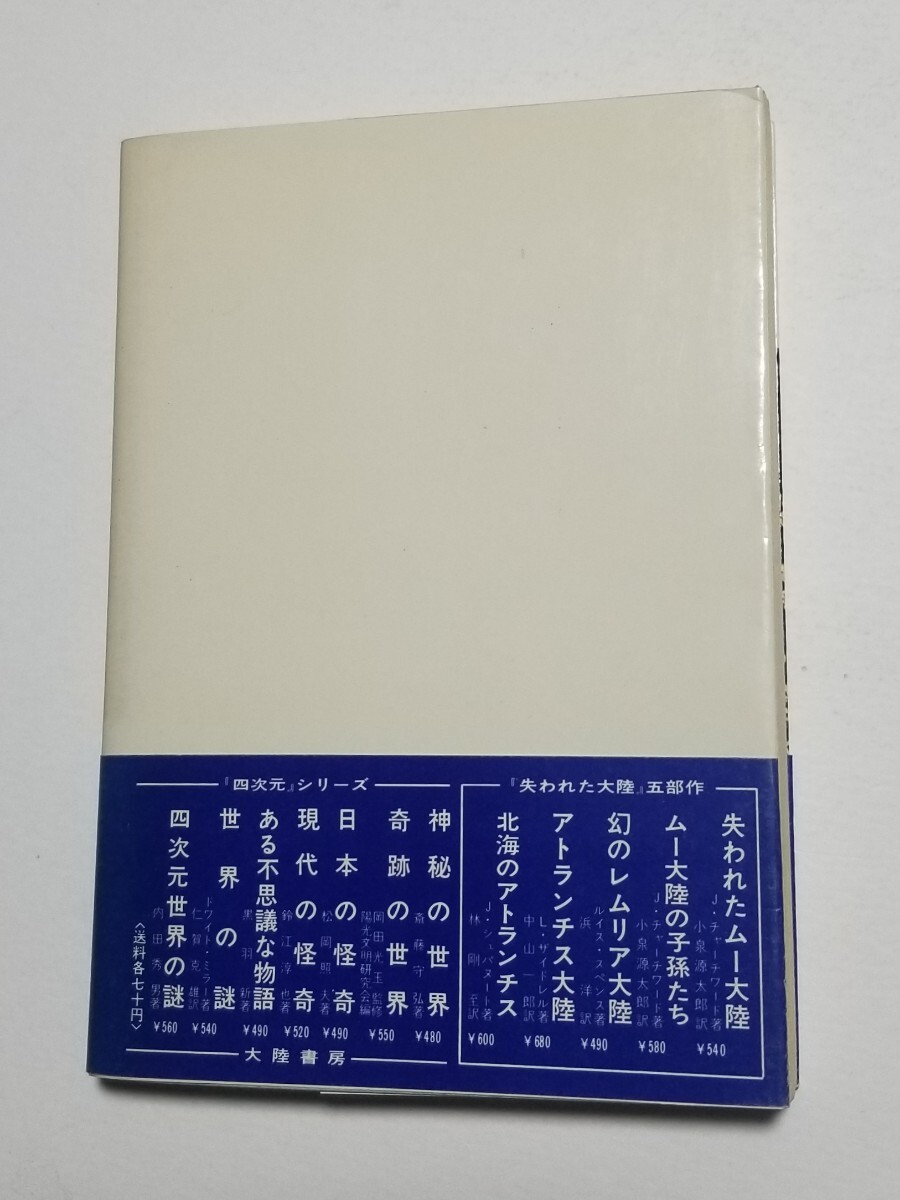 『失われた大陸』五部作
失われたムー大陸
J・チャーチワード著
小泉源太郎訳
￥540
ムー大陸の子孫たち
J・チャーチワード著
小泉源太郎訳
￥580
幻のレムリア大陸
ルイス・スペンス著
浜洋訳
￥490
アトランチス大陸
L・ザイドレル著
中山一郎訳
￥680
北海のアトランチス
J・シュパヌート著
林剛至訳
￥600
『四次元』シリーズ
神秘の世界
斎藤守弘著
￥480
奇跡の世界
岡田光玉監修
陽光文明研究会編
￥550
日本の怪奇
松岡照夫著
￥490
現代の怪奇
鈴江淳也著
￥520
ある不思議な物語
黒羽新著
￥490
世界の謎
ドワイト・ミラー著
仁賀克雄訳
￥540
四次元世界の謎
内田秀男著
￥560
〈送料各七十円〉
大陸書房